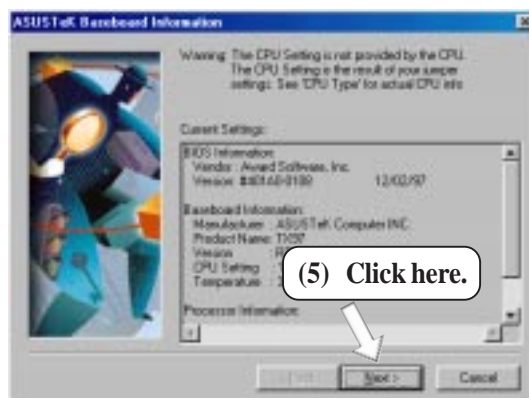 ASUSTeK Baseboard Information
Warning: The CPU Setting is not provided by the CPU.
The CPU Setting is the result of your jumper
settings. See 'CPU Type' for actual CPU info
Current Settings:
BIOS Information:
Vendor : Award Software, Inc.
Version 12/02/97
Baseboard Information:
Manufacturer : ASUSTeK Computer INC.
Product Name: TX97
Version :
CPU Setting :
Temperature :
(5) Click here.
Processor Information:
Next >
Cancel